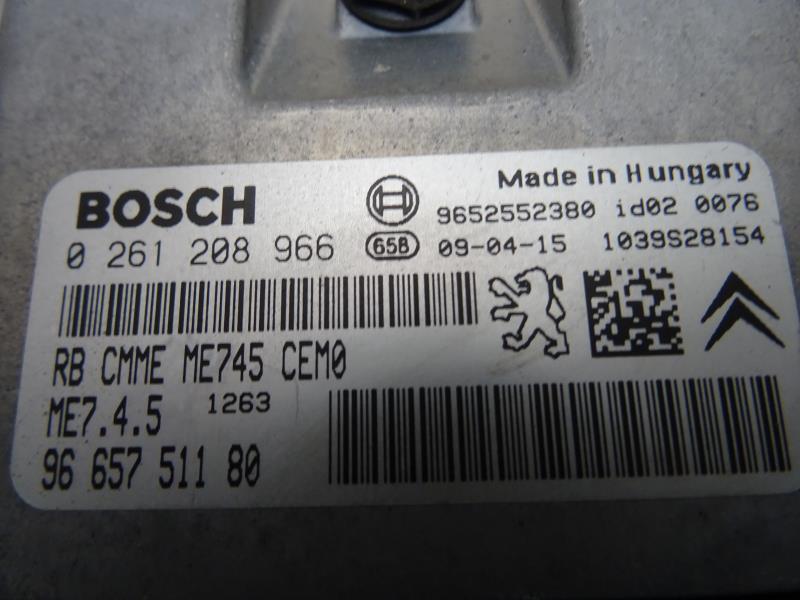 BOSCH
Made in Hungary
9652552380 id02 0076
0 261 208 966 65B 09-04-15 1039S28154
RB CMME ME745 CEM0
ME7.4.5 1263
96 657 511 80